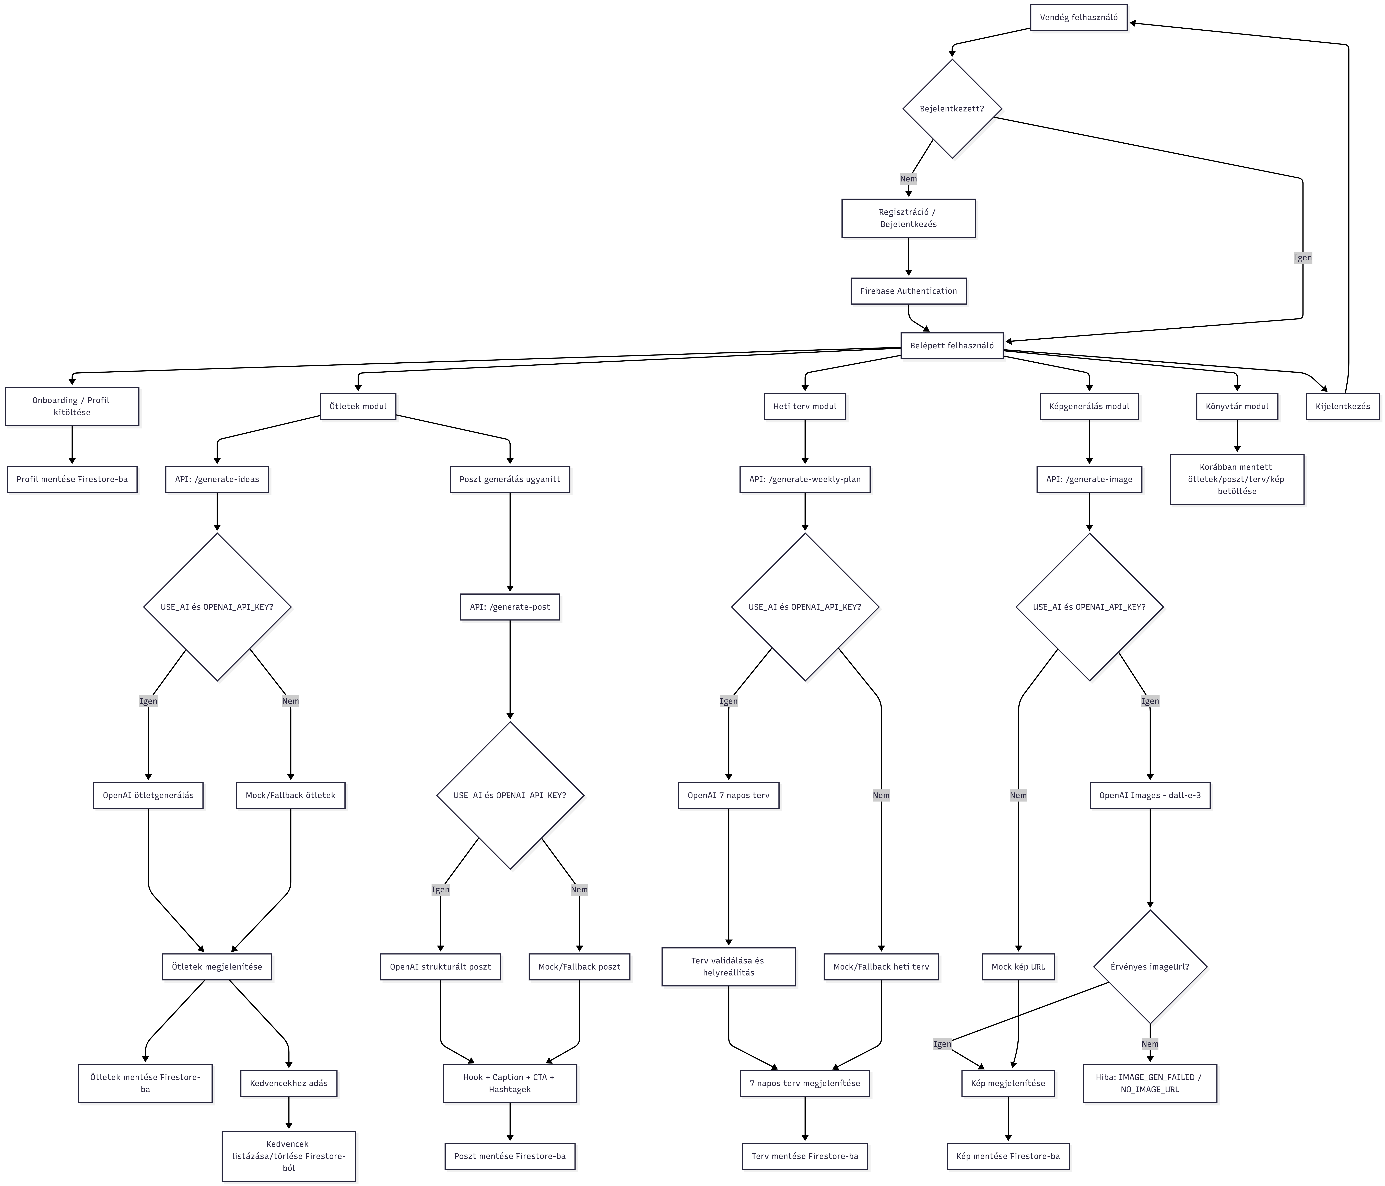 Vendég felhasználó
Bejelentkezett?
Nem
Regisztráció /
Bejelentkezés
Igen
Firebase Authentication
Belépett felhasználó
Onboarding / Profil
kitöltése
Ötletek modul
Heti terv modul
Képgenerálás modul
Könyvtár modul
Kijelentkezés
Profil mentése Firestore-ba
API: /generate-ideas
Poszt generálás ugyanitt
API: /generate-weekly-plan
API: /generate-image
Korábban mentett
ötletek/poszt/terv/kép
betöltése
USE_AI és OPENAI_API_KEY?
API: /generate-post
USE_AI és OPENAI_API_KEY?
USE_AI és OPENAI_API_KEY?
Igen
Nem
Igen
Igen
OpenAI ötletgenerálás
Mock/Fallback ötletek
USE_AI és OPENAI_API_KEY?
OpenAI 7 napos terv
Nem
Nem
OpenAI Images - dall-e-3
Igen
Nem
Ötletek megjelenítése
OpenAI strukturált poszt
Mock/Fallback poszt
Terv validálása és
helyreállítás
Mock/Fallback heti terv
Mock kép URL
Érvényes imageUrl?
Igen
Nem
Ötletek mentése Firestore-
ba
Kedvencekhez adás
Hook + Caption + CTA +
Hashtagek
7 napos terv megjelenítése
Kép megjelenítése
Hiba: IMAGE_GEN_FAILED /
NO_IMAGE_URL
Kedvencek
listázása/törlése Firestore-
ból
Poszt mentése Firestore-ba
Terv mentése Firestore-ba
Kép mentése Firestore-ba